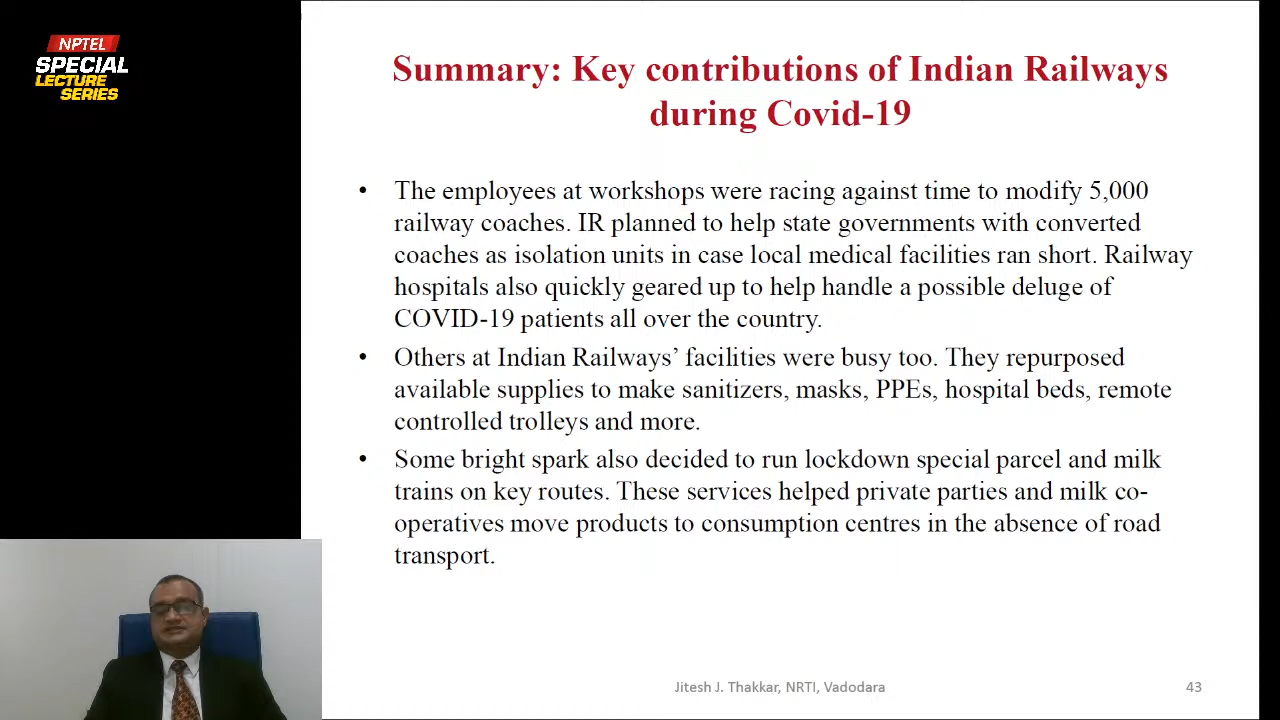 NPTEL
SPECIAL
LECTURE
SERIES
Summary: Key contributions of Indian Railways
during Covid-19
• The employees at workshops were racing against time to modify 5,000
railway coaches. IR planned to help state governments with converted
coaches as isolation units in case local medical facilities ran short. Railway
hospitals also quickly geared up to help handle a possible deluge of
COVID-19 patients all over the country.
• Others at Indian Railways’ facilities were busy too. They repurposed
available supplies to make sanitizers, masks, PPEs, hospital beds, remote
controlled trolleys and more.
• Some bright spark also decided to run lockdown special parcel and milk
trains on key routes. These services helped private parties and milk co-
operatives move products to consumption centres in the absence of road
transport.
Jitesh J. Thakkar, NRTI, Vadodara
43